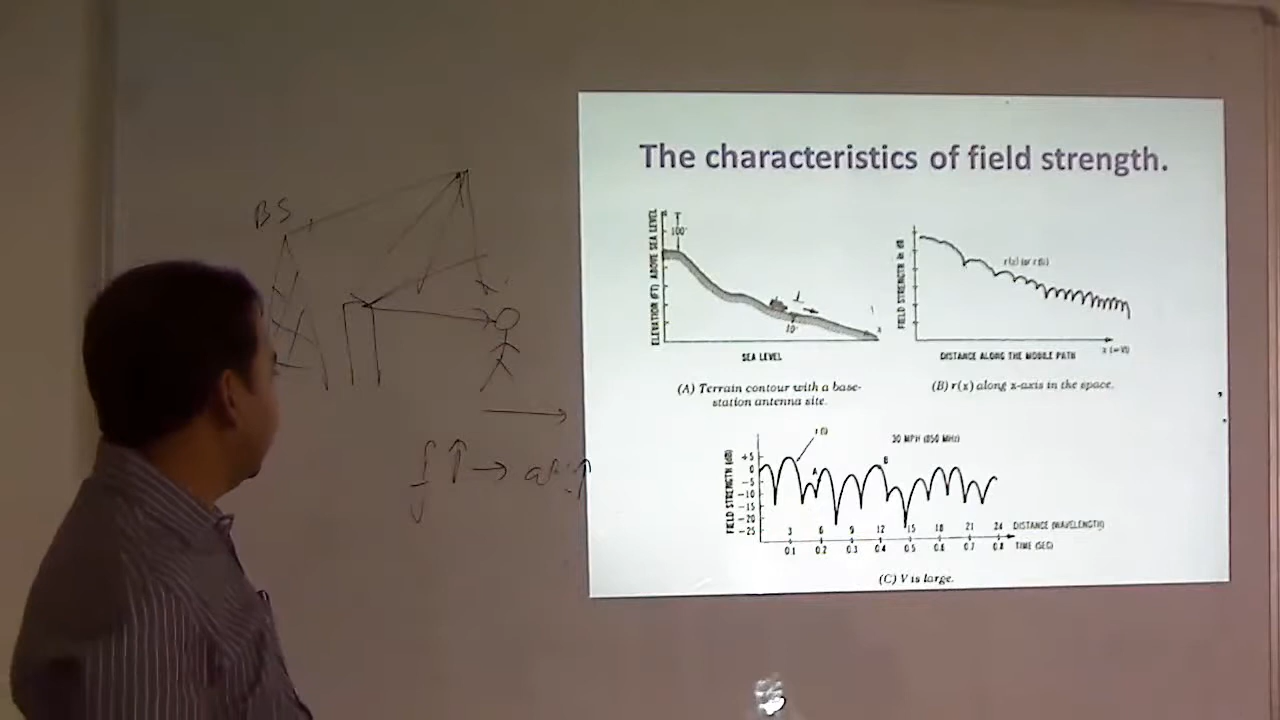 The characteristics of field strength.
BS
ELEVATION (FT) ABOVE SEA LEVEL
100'
10'
x
SEA LEVEL
(A) Terrain contour with a base-
station antenna site.
FIELD STRENGTH in dB
DISTANCE ALONG THE MOBILE PATH
(B) r(x) along x-axis in the space.
30 MPH (850 MHz)
FIELD STRENGTH (dB)
+5
0
-5
-10
-15
-20
-25
A
B
3 6 9 12 15 18 21 24 DISTANCE (WAVELENGTH)
0.1 0.2 0.3 0.4 0.5 0.6 0.7 0.8 TIME (SEC)
(C) V is large.